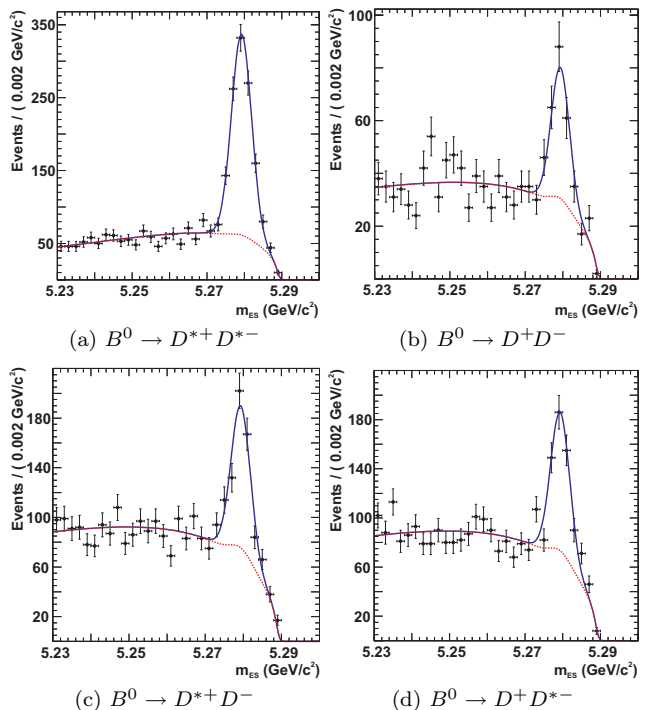 Events / ( 0.002 GeV/c²)
350
250
150
50
5.23 5.25 5.27 5.29
m_ES (GeV/c²)
(a) B⁰ → D*⁺D*⁻
Events / ( 0.002 GeV/c²)
100
60
20
5.23 5.25 5.27 5.29
m_ES (GeV/c²)
(b) B⁰ → D⁺D⁻
Events / ( 0.002 GeV/c²)
180
140
100
60
20
5.23 5.25 5.27 5.29
m_ES (GeV/c²)
(c) B⁰ → D*⁺D⁻
Events / ( 0.002 GeV/c²)
180
140
100
60
20
5.23 5.25 5.27 5.29
m_ES (GeV/c²)
(d) B⁰ → D⁺D*⁻